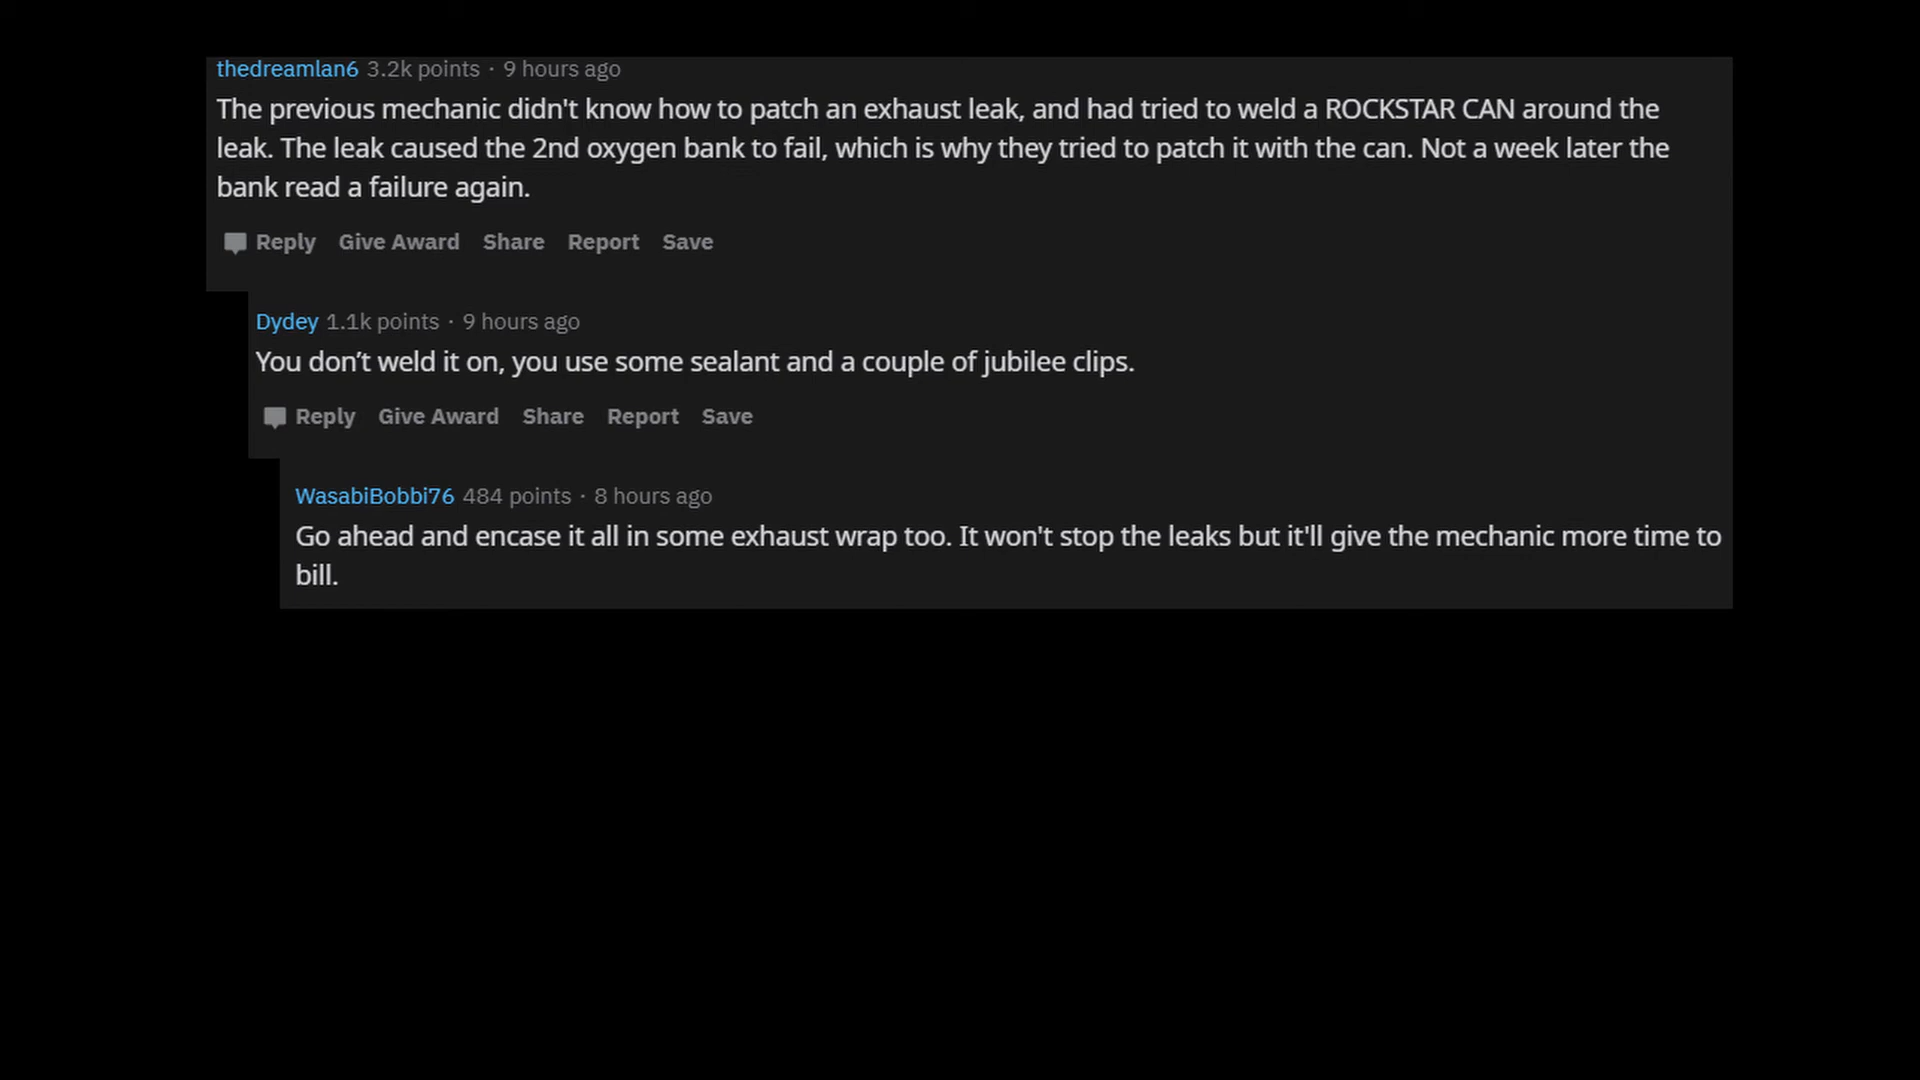 thedreamlan6 3.2k points · 9 hours ago
The previous mechanic didn't know how to patch an exhaust leak, and had tried to weld a ROCKSTAR CAN around the
leak. The leak caused the 2nd oxygen bank to fail, which is why they tried to patch it with the can. Not a week later the
bank read a failure again.
Reply Give Award Share Report Save
Dydey 1.1k points · 9 hours ago
You don’t weld it on, you use some sealant and a couple of jubilee clips.
Reply Give Award Share Report Save
WasabiBobbi76 484 points · 8 hours ago
Go ahead and encase it all in some exhaust wrap too. It won't stop the leaks but it'll give the mechanic more time to
bill.